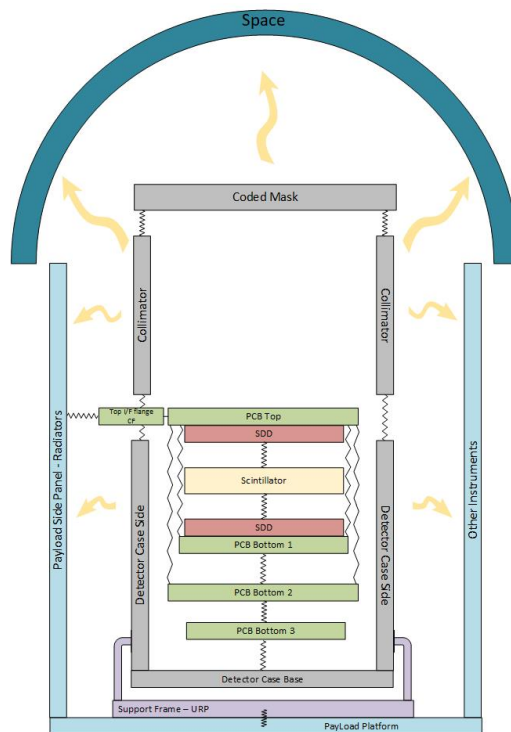 Space
Coded Mask
Collimator
Collimator
Top I/F flange
CF
PCB Top
SDD
Scintillator
SDD
PCB Bottom 1
PCB Bottom 2
PCB Bottom 3
Payload Side Panel - Radiators
Detector Case Side
Detector Case Side
Other Instruments
Detector Case Base
Support Frame – URP
PayLoad Platform